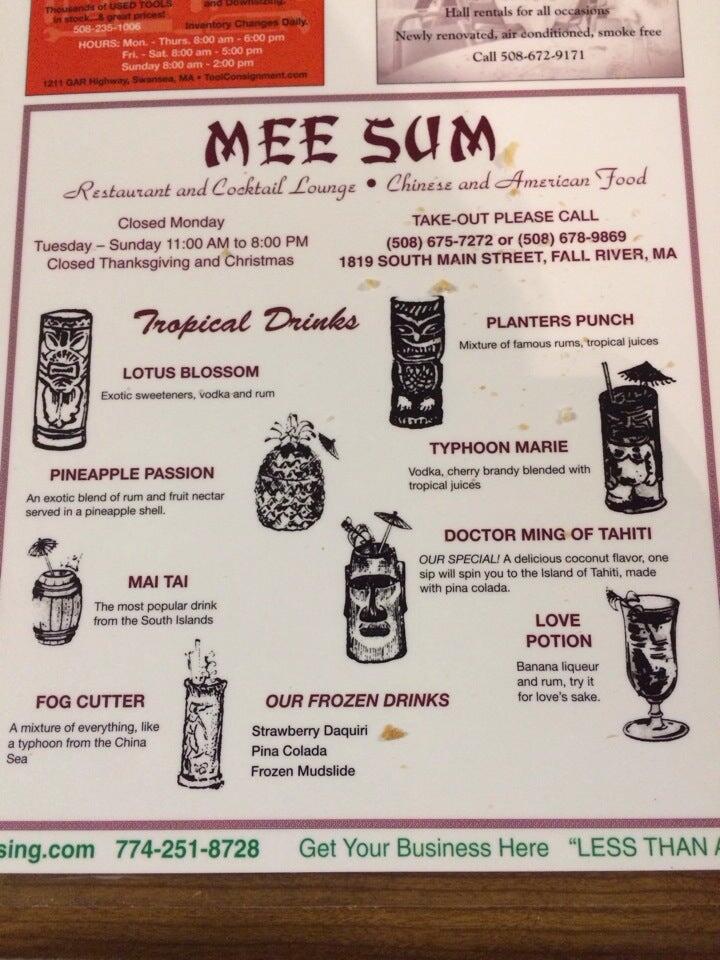 Thousands of USED TOOLS
in stock...& great prices!
508-235-1006
and Downsizing.
Inventory Changes Daily.
HOURS: Mon. - Thurs. 8:00 am - 6:00 pm
Fri. - Sat. 8:00 am - 5:00 pm
Sunday 8:00 am - 2:00 pm
1211 GAR Highway, Swansea, MA • ToolConsignment.com
Hall rentals for all occasions
Newly renovated, air conditioned, smoke free
Call 508-672-9171
MEE SUM
Restaurant and Cocktail Lounge • Chinese and American Food
Closed Monday
Tuesday – Sunday 11:00 AM to 8:00 PM
Closed Thanksgiving and Christmas
TAKE-OUT PLEASE CALL
(508) 675-7272 or (508) 678-9869
1819 SOUTH MAIN STREET, FALL RIVER, MA
Tropical Drinks
LOTUS BLOSSOM
Exotic sweeteners, vodka and rum
PLANTERS PUNCH
Mixture of famous rums, tropical juices
PINEAPPLE PASSION
An exotic blend of rum and fruit nectar
served in a pineapple shell.
TYPHOON MARIE
Vodka, cherry brandy blended with
tropical juices
DOCTOR MING OF TAHITI
OUR SPECIAL! A delicious coconut flavor, one
sip will spin you to the Island of Tahiti, made
with pina colada.
MAI TAI
The most popular drink
from the South Islands
LOVE
POTION
Banana liqueur
and rum, try it
for love's sake.
FOG CUTTER
A mixture of everything, like
a typhoon from the China
Sea
OUR FROZEN DRINKS
Strawberry Daquiri
Pina Colada
Frozen Mudslide
sing.com 774-251-8728 Get Your Business Here "LESS THAN